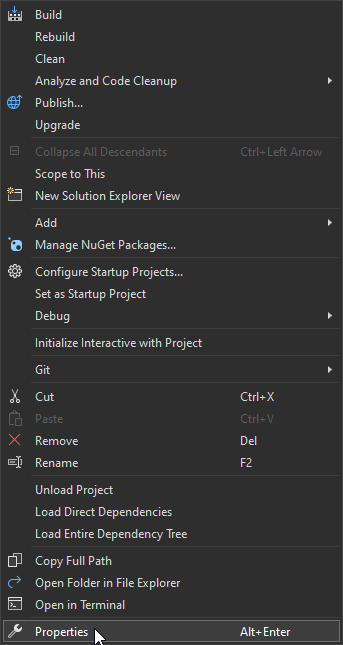 Build
Rebuild
Clean
Analyze and Code Cleanup
Publish...
Upgrade
Collapse All Descendants Ctrl+Left Arrow
Scope to This
New Solution Explorer View
Add
Manage NuGet Packages...
Configure Startup Projects...
Set as Startup Project
Debug
Initialize Interactive with Project
Git
Cut Ctrl+X
Paste Ctrl+V
Remove Del
Rename F2
Unload Project
Load Direct Dependencies
Load Entire Dependency Tree
Copy Full Path
Open Folder in File Explorer
Open in Terminal
Properties Alt+Enter